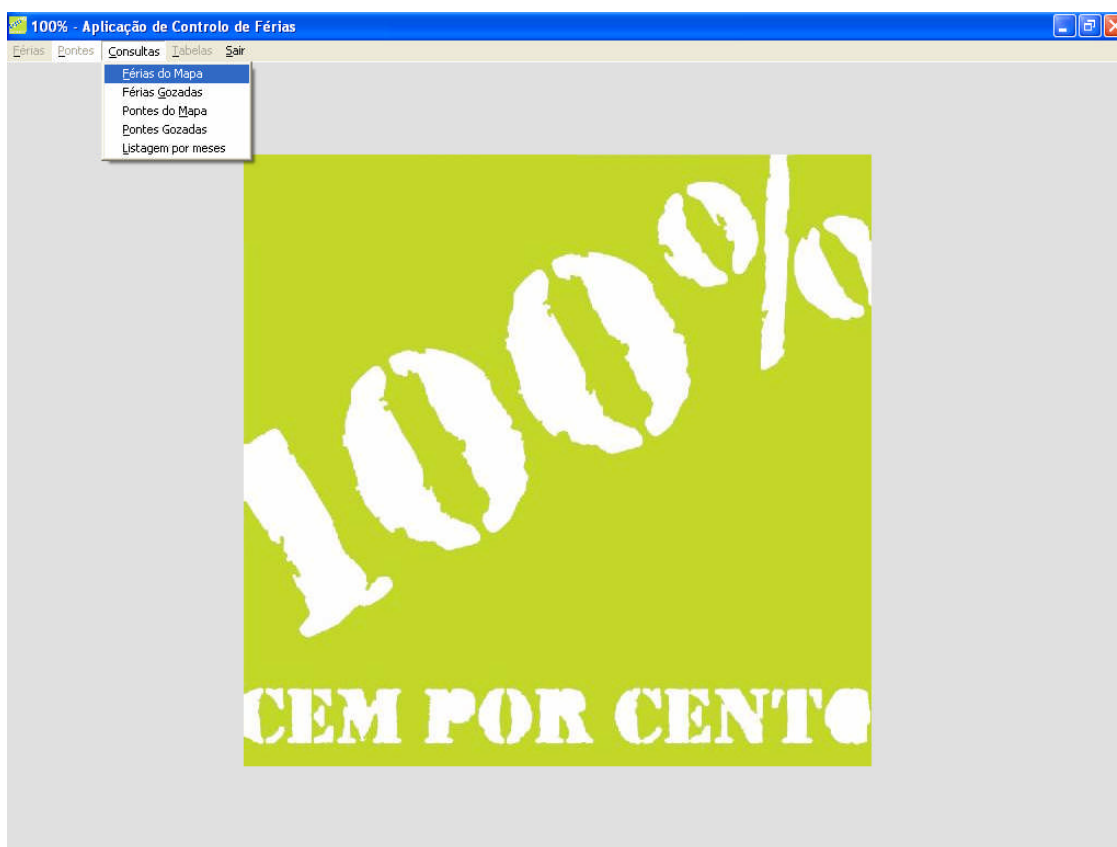 100% - Aplicação de Controlo de Férias
Férias Pontes Consultas Tabelas Sair
Férias do Mapa
Férias Gozadas
Pontes do Mapa
Pontes Gozadas
Listagem por meses
100%
CEM POR CENTO